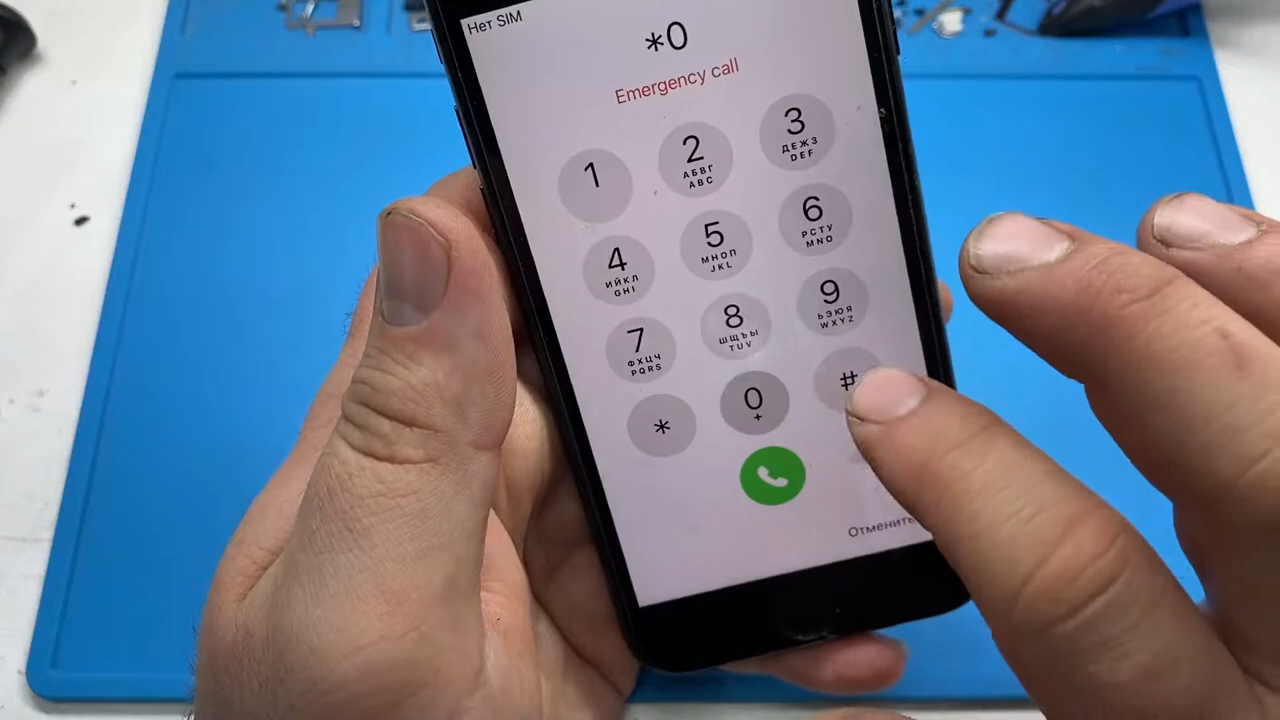 Нет SIM
*0
Emergency call
1
2
АБВГ
ABC
3
ДЕЖЗ
DEF
4
ИЙКЛ
GHI
5
МНОП
JKL
6
РСТУ
MNO
7
ФХЦЧ
PQRS
8
ШЩЪЫ
TUV
9
ЬЭЮЯ
WXYZ
*
0
+
#
Отменить